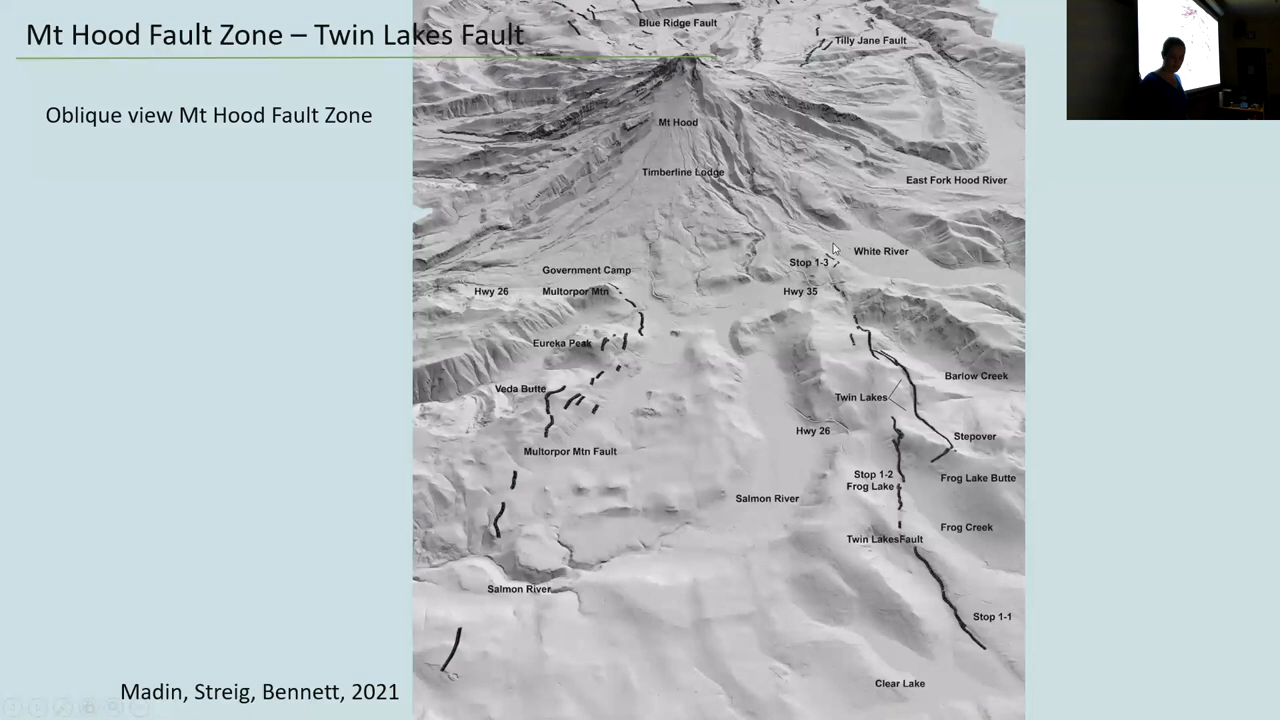 Mt Hood Fault Zone – Twin Lakes Fault
Oblique view Mt Hood Fault Zone
Blue Ridge Fault
Tilly Jane Fault
Mt Hood
Timberline Lodge
East Fork Hood River
White River
Stop 1-3
Government Camp
Hwy 26
Multorpor Mtn
Hwy 35
Eureka Peak
Barlow Creek
Veda Butte
Twin Lakes
Hwy 26
Stepover
Multorpor Mtn Fault
Stop 1-2
Frog Lake
Frog Lake Butte
Salmon River
Frog Creek
Twin LakesFault
Salmon River
Stop 1-1
Clear Lake
Madin, Streig, Bennett, 2021